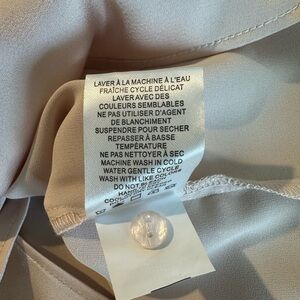 LAVER À LA MACHINE À L'EAU
FRAÎCHE CYCLE DÉLICAT
LAVER AVEC DES
COULEURS SEMBLABLES
NE PAS UTILISER D'AGENT
DE BLANCHIMENT
SUSPENDRE POUR SECHER
REPASSER À BASSE
TEMPÉRATURE
NE PAS NETTOYER À SEC
MACHINE WASH IN COLD
WATER GENTLE CYCLE
WASH WITH LIKE COLORS
DO NOT